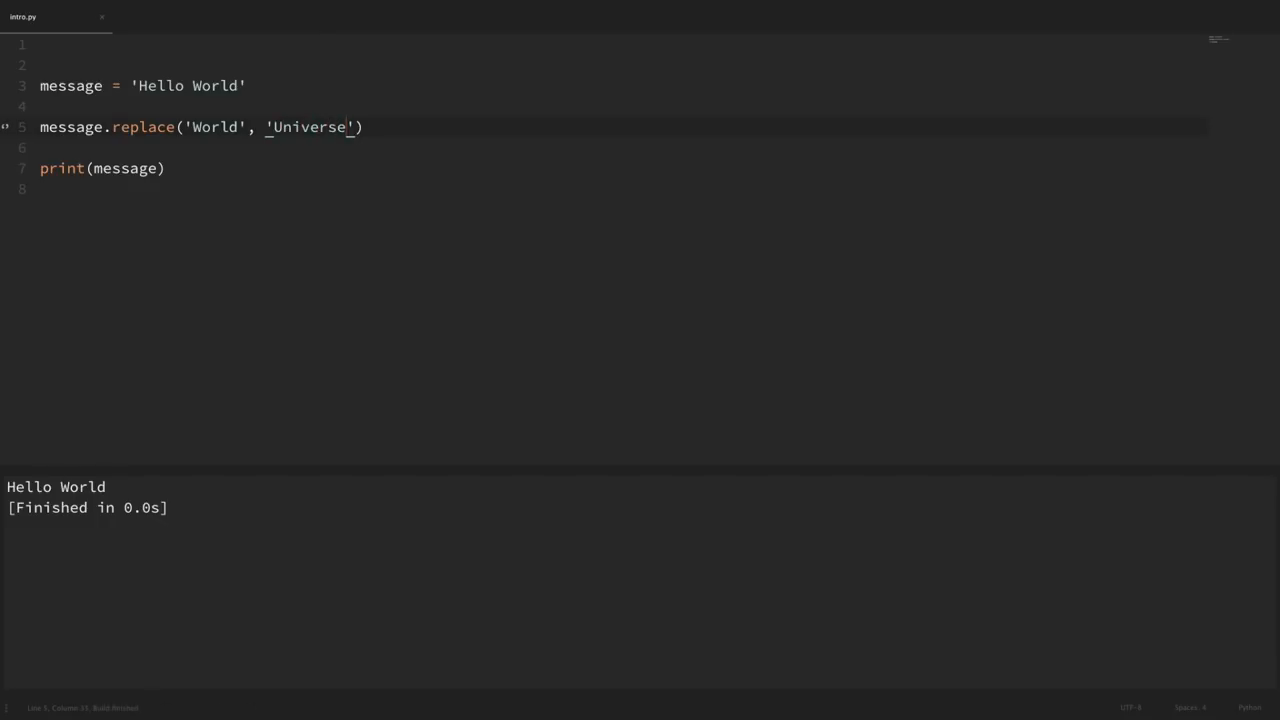 intro.py ×
1
2
3 message = 'Hello World'
4
5 message.replace('World', 'Universe')
6
7 print(message)
8
Hello World
[Finished in 0.0s]
Line 5, Column 33, Build finished UTF-8 Spaces: 4 Python